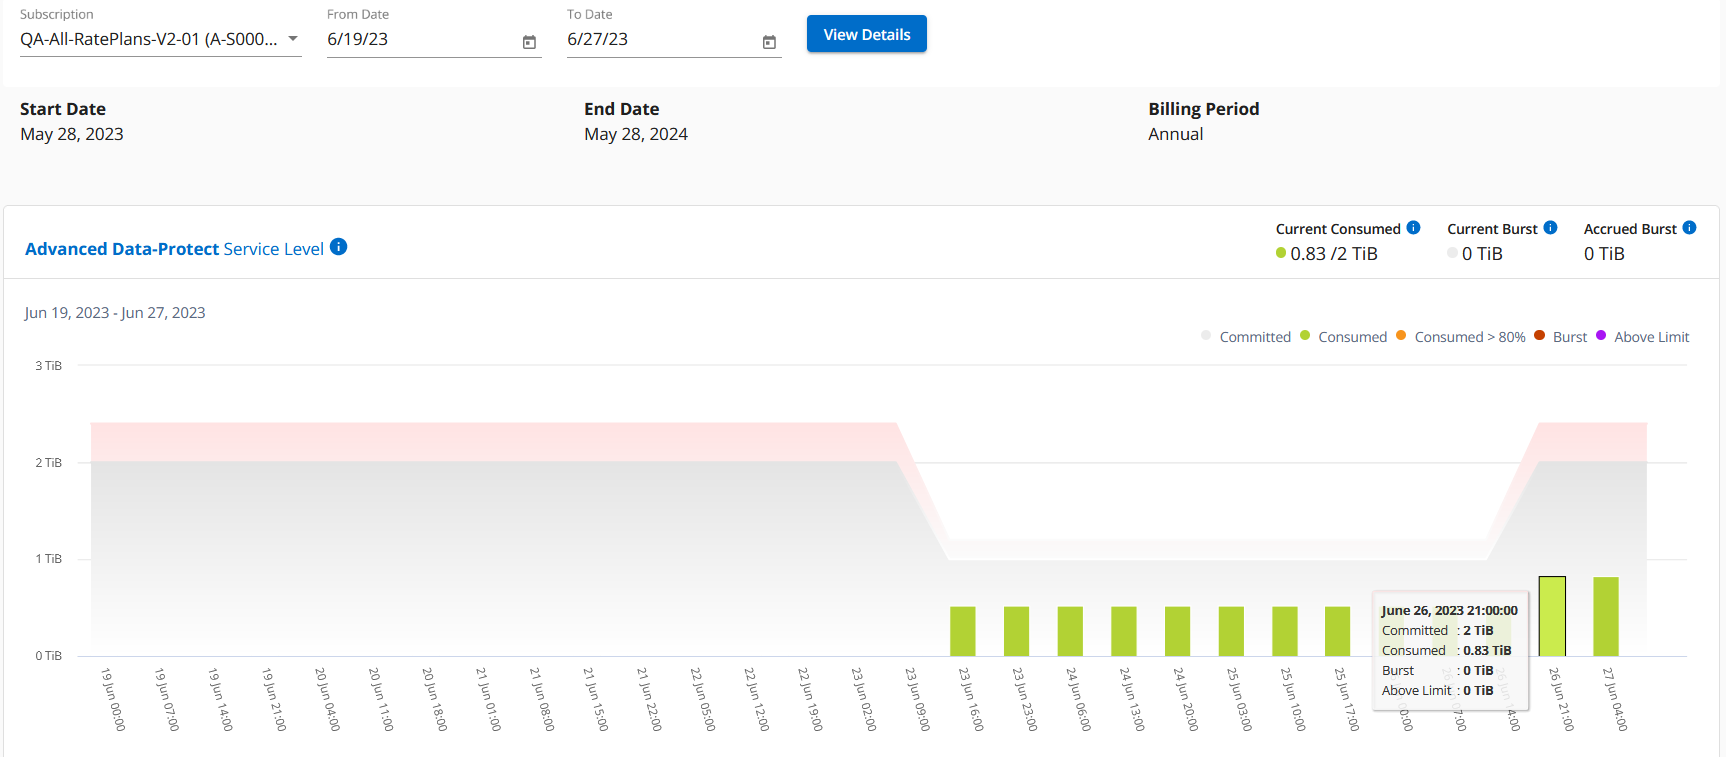 Subscription
From Date
To Date
QA-All-RatePlans-V2-01 (A-S000...
6/19/23
6/27/23
View Details
Start Date
End Date
Billing Period
May 28, 2023
May 28, 2024
Annual
Advanced Data-Protect Service Level
Current Consumed
Current Burst
Accrued Burst
0.83 /2 TiB
0 TiB
0 TiB
Jun 19, 2023 - Jun 27, 2023
Committed
Consumed
Consumed > 80%
Burst
Above Limit
3 TiB
2 TiB
1 TiB
0 TiB
June 26, 2023 21:00:00
Committed : 2 TiB
Consumed : 0.83 TiB
Burst : 0 TiB
Above Limit : 0 TiB
19 Jun 00:00
19 Jun 07:00
19 Jun 14:00
19 Jun 21:00
20 Jun 04:00
20 Jun 11:00
20 Jun 18:00
21 Jun 01:00
21 Jun 08:00
21 Jun 15:00
21 Jun 22:00
22 Jun 05:00
22 Jun 12:00
22 Jun 19:00
23 Jun 02:00
23 Jun 09:00
23 Jun 16:00
23 Jun 23:00
24 Jun 06:00
24 Jun 13:00
24 Jun 20:00
25 Jun 03:00
25 Jun 10:00
25 Jun 17:00
26 Jun 21:00
27 Jun 04:00